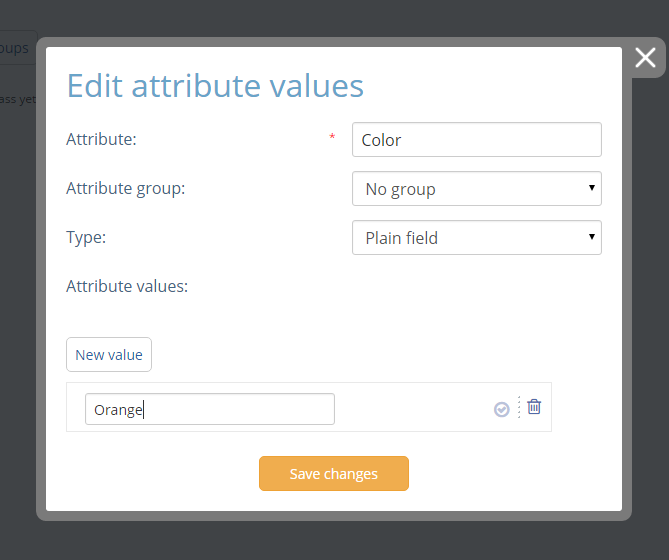 oups
ass yet
Edit attribute values
Attribute: * Color
Attribute group: No group
Type: Plain field
Attribute values:
New value
Orange
Save changes